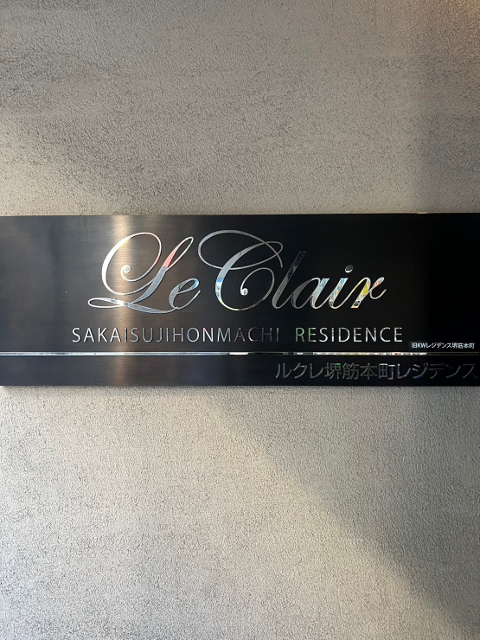 Le Clair
SAKAISUJIHONMACHI RESIDENCE
旧KWレジデンス堺筋本町
ルクレ堺筋本町レジデンス